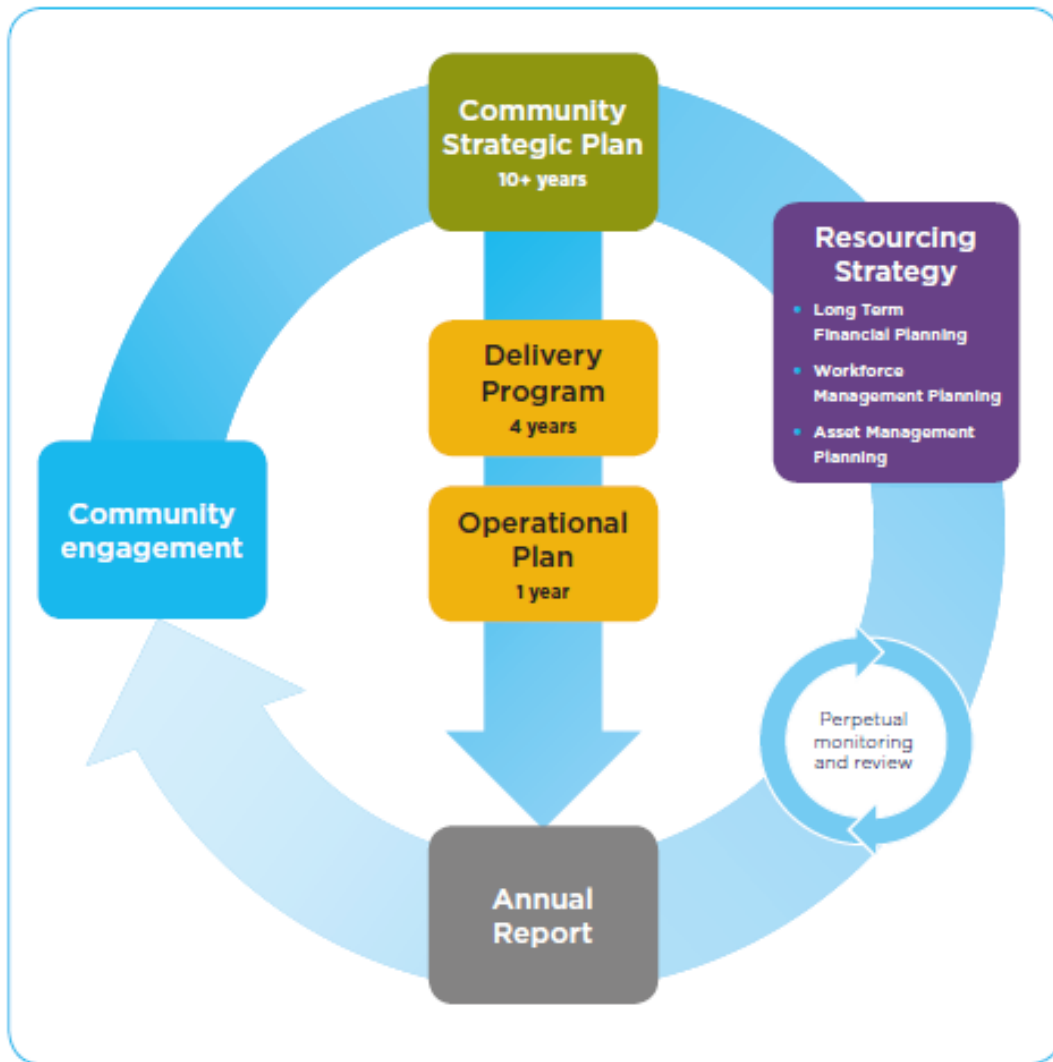 Community
Strategic Plan
10+ years
Resourcing
Strategy
• Long Term
Financial Planning
• Workforce
Management Planning
• Asset Management
Planning
Delivery
Program
4 years
Community
engagement
Operational
Plan
1 year
Perpetual
monitoring
and review
Annual
Report